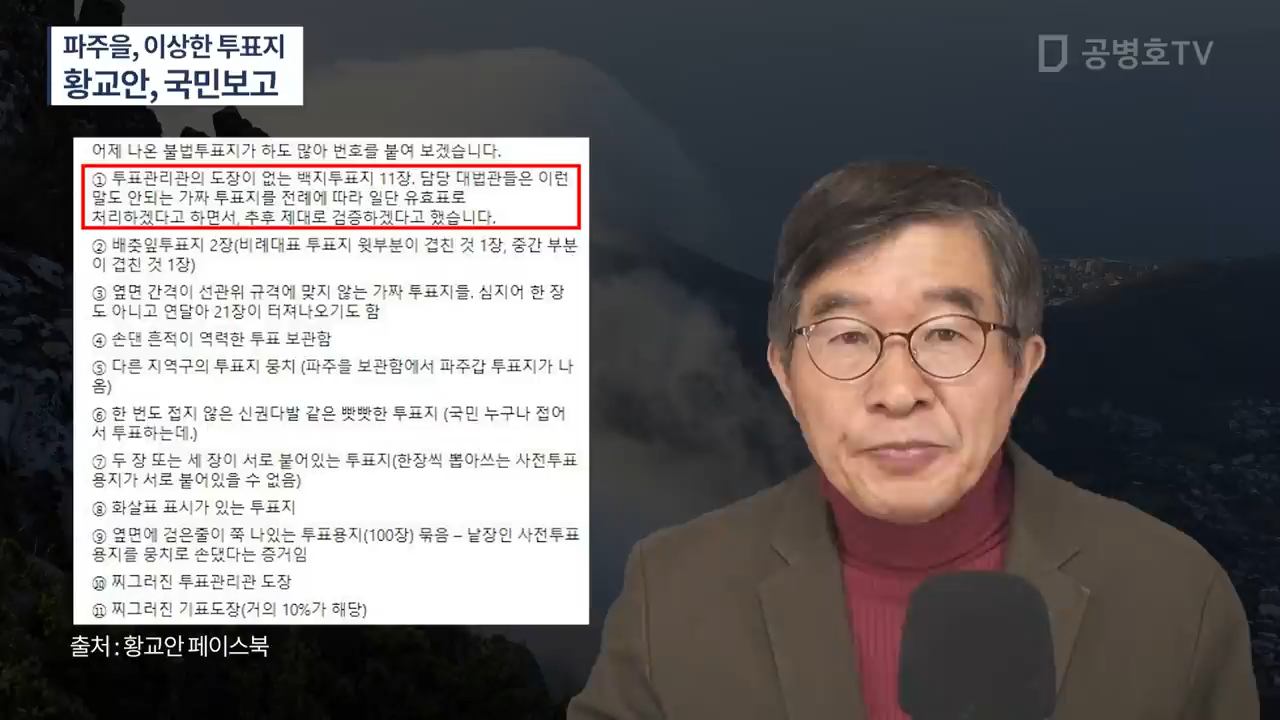 파주을, 이상한 투표지
황교안, 국민보고
공병호TV
어제 나온 불법투표지가 하도 많아 번호를 붙여 보겠습니다.
① 투표관리관의 도장이 없는 백지투표지 11장. 담당 대법관들은 이런
말도 안되는 가짜 투표지를 전례에 따라 일단 유효표로
처리하겠다고 하면서, 추후 제대로 검증하겠다고 했습니다.
② 배춧잎투표지 2장(비례대표 투표지 윗부분이 겹친 것 1장, 중간 부분
이 겹친 것 1장)
③ 옆면 간격이 선관위 규격에 맞지 않는 가짜 투표지들. 심지어 한 장
도 아니고 연달아 21장이 터져나오기도 함
④ 손댄 흔적이 역력한 투표 보관함
⑤ 다른 지역구의 투표지 뭉치 (파주을 보관함에서 파주갑 투표지가 나
옴)
⑥ 한 번도 접지 않은 신권다발 같은 빳빳한 투표지 (국민 누구나 접어
서 투표하는데.)
⑦ 두 장 또는 세 장이 서로 붙어있는 투표지(한장씩 뽑아쓰는 사전투표
용지가 서로 붙어있을 수 없음)
⑧ 화살표 표시가 있는 투표지
⑨ 옆면에 검은줄이 쭉 나있는 투표용지(100장) 묶음 – 낱장인 사전투표
용지를 뭉치로 손댔다는 증거임
⑩ 찌그러진 투표관리관 도장
⑪ 찌그러진 기표도장(거의 10%가 해당)
출처 : 황교안 페이스북